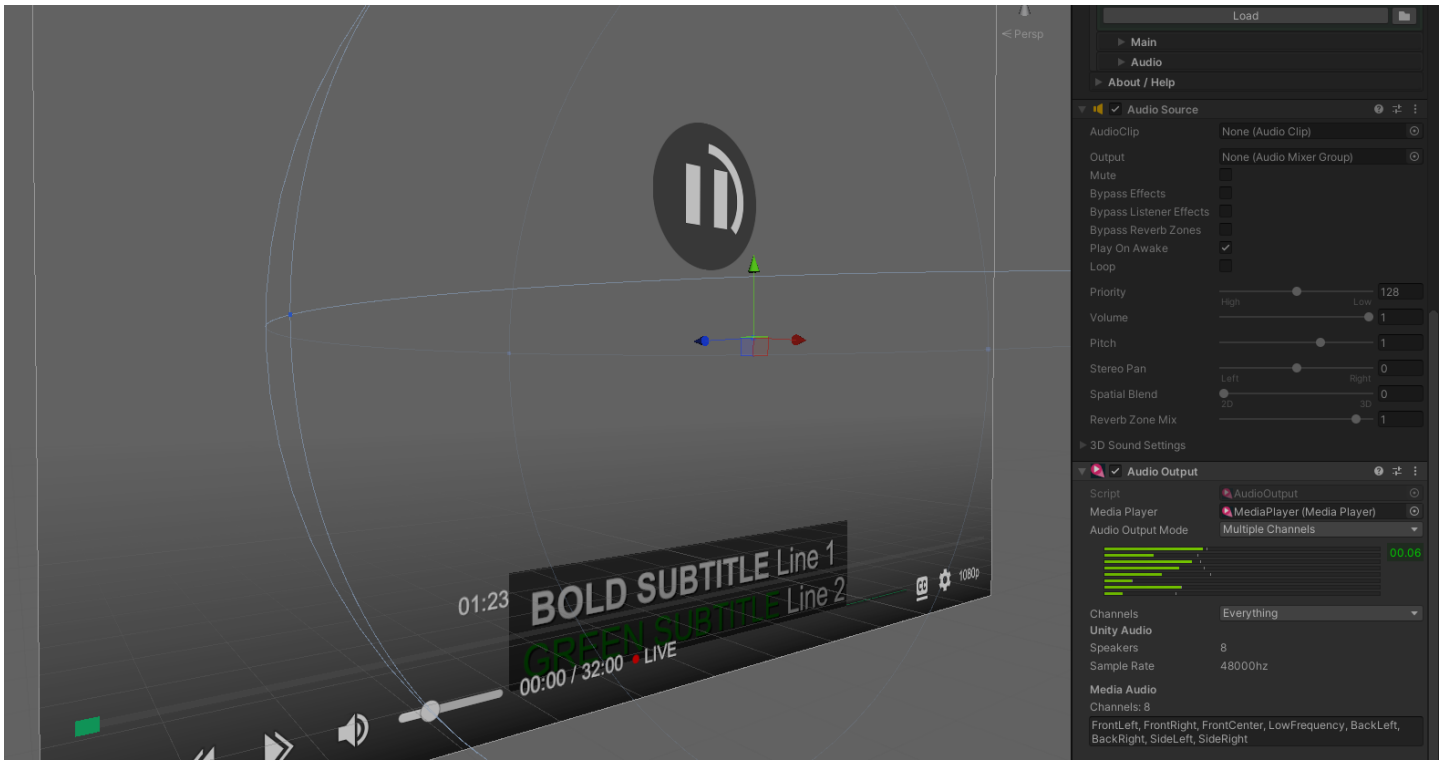 Persp
01:23
BOLD SUBTITLE Line 1
GREEN SUBTITLE Line 2
CC
1080p
00:00 / 32:00 LIVE
Load
Main
Audio
About / Help
Audio Source
AudioClip None (Audio Clip)
Output None (Audio Mixer Group)
Mute
Bypass Effects
Bypass Listener Effects
Bypass Reverb Zones
Play On Awake
Loop
Priority 128
High Low
Volume 1
Pitch 1
Stereo Pan 0
Left Right
Spatial Blend 0
2D 3D
Reverb Zone Mix 1
3D Sound Settings
Audio Output
Script AudioOutput
Media Player MediaPlayer (Media Player)
Audio Output Mode Multiple Channels
00.06
Channels Everything
Unity Audio
Speakers 8
Sample Rate 48000hz
Media Audio
Channels: 8
FrontLeft, FrontRight, FrontCenter, LowFrequency, BackLeft,
BackRight, SideLeft, SideRight